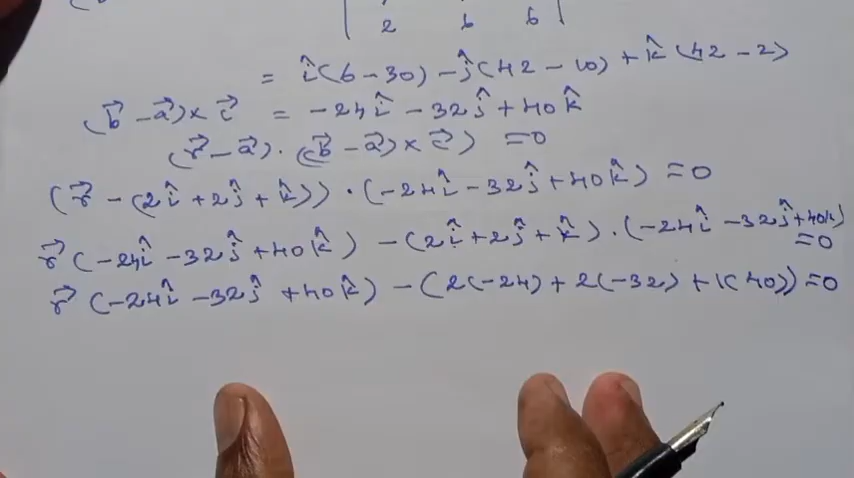 2 6 6
= î(6-30) -ĵ(42-10) + k̂(42-2)
(b⃗ -a⃗)× c⃗ = -24î -32ĵ +40k̂
(r⃗-a⃗).(b⃗ -a⃗)× c⃗) =0
(r⃗ -(2î +2ĵ + k̂)) • (-24î -32ĵ +40k̂) =0
r⃗ (-24î -32ĵ +40k̂) -(2î +2ĵ + k̂).(-24î -32ĵ +40k̂) =0
r⃗ (-24î -32ĵ +40k̂) -(2(-24) + 2(-32) +1(40)) =0